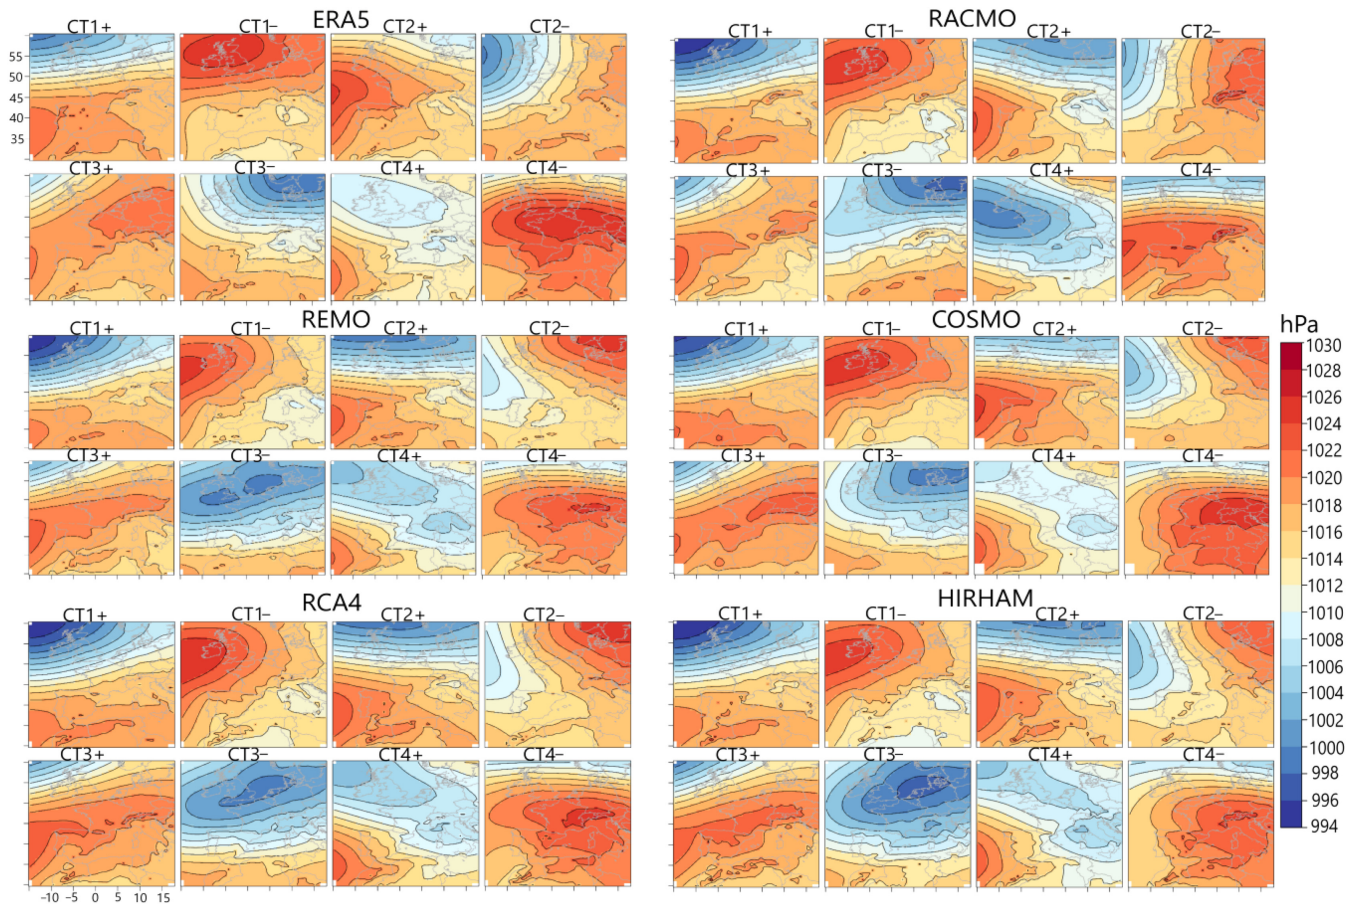 ERA5
CT1+ CT1− CT2+ CT2−
55
50
45
40
35
CT3+ CT3− CT4+ CT4−
RACMO
CT1+ CT1− CT2+ CT2−
CT3+ CT3− CT4+ CT4−
REMO
CT1+ CT1− CT2+ CT2−
CT3+ CT3− CT4+ CT4−
COSMO
CT1+ CT1− CT2+ CT2−
CT3+ CT3− CT4+ CT4−
RCA4
CT1+ CT1− CT2+ CT2−
CT3+ CT3− CT4+ CT4−
−10 −5 0 5 10 15
HIRHAM
CT1+ CT1− CT2+ CT2−
CT3+ CT3− CT4+ CT4−
hPa
1030
1028
1026
1024
1022
1020
1018
1016
1014
1012
1010
1008
1006
1004
1002
1000
998
996
994